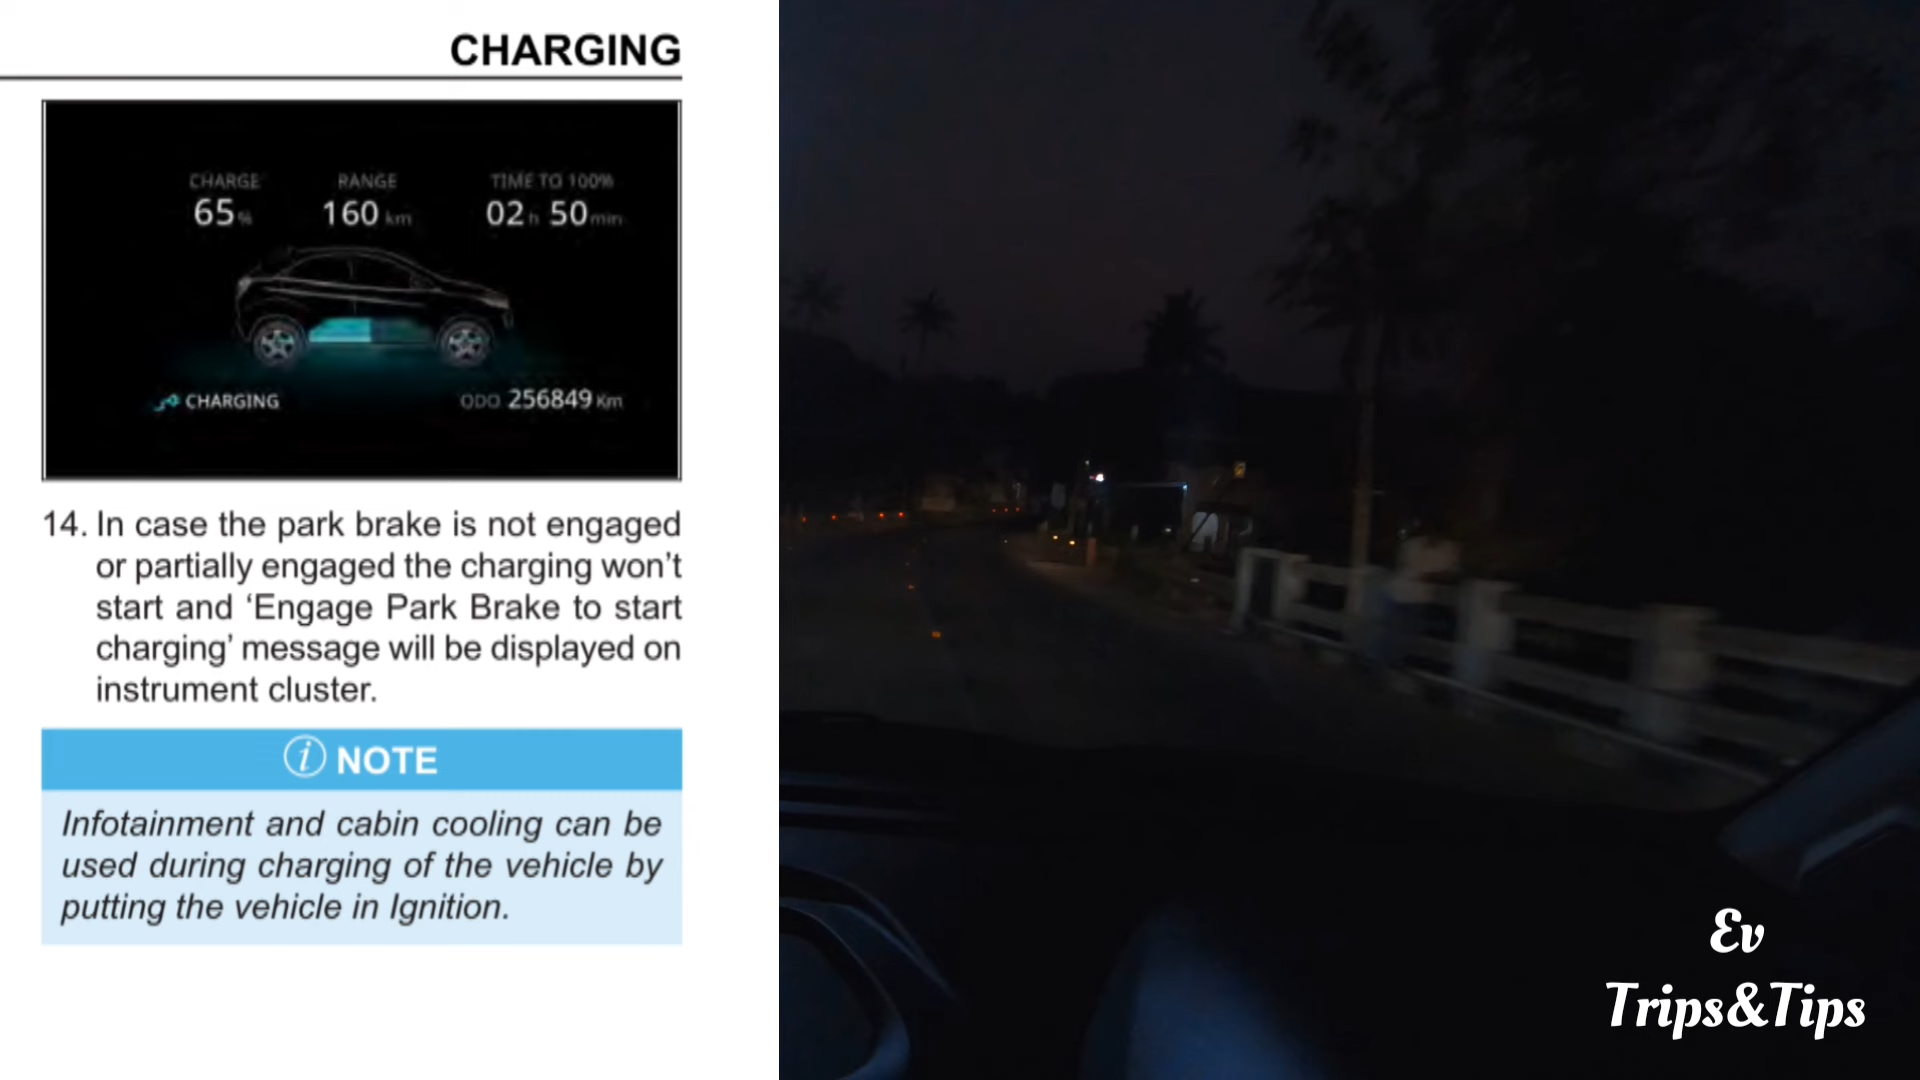 CHARGING
CHARGE RANGE TIME TO 100%
65 % 160 km 02 h 50 min
CHARGING ODO 256849 Km
14. In case the park brake is not engaged
or partially engaged the charging won’t
start and ‘Engage Park Brake to start
charging’ message will be displayed on
instrument cluster.
i NOTE
Infotainment and cabin cooling can be
used during charging of the vehicle by
putting the vehicle in Ignition.
Ev
Trips&Tips